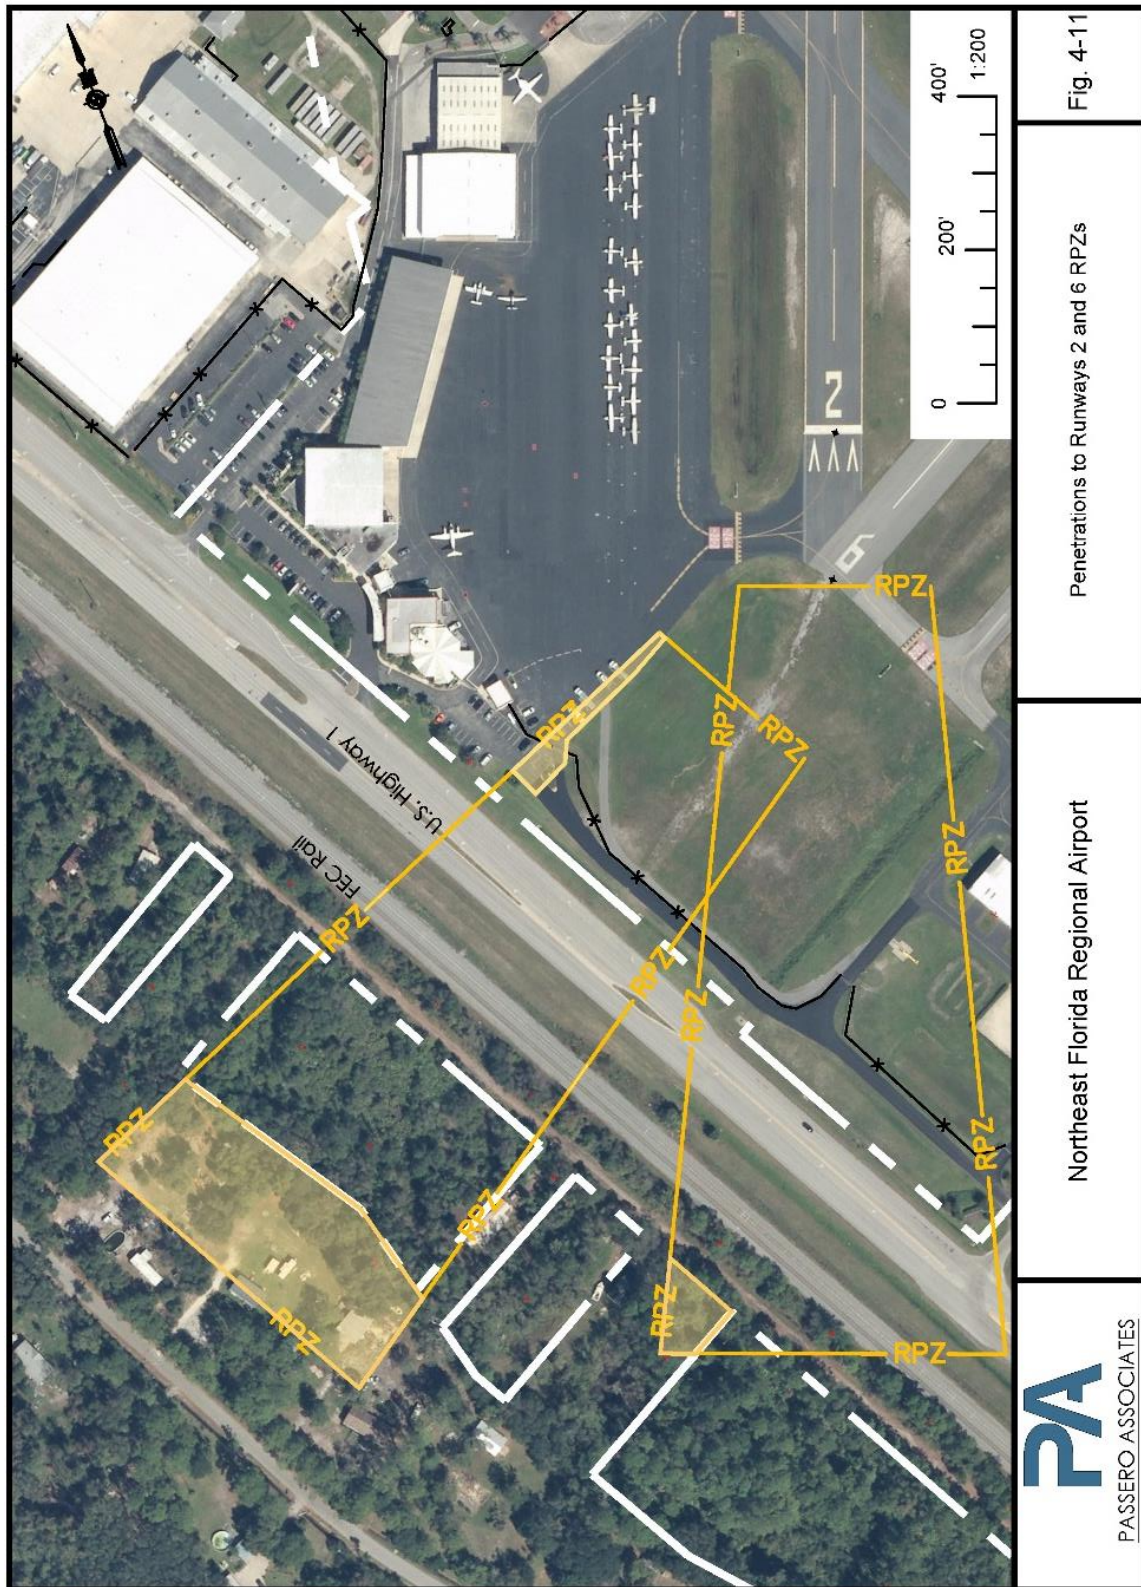 Fig. 4-11
Penetrations to Runways 2 and 6 RPZs
Northeast Florida Regional Airport
PA
PASSERO ASSOCIATES
0
200'
400'
1:200
N
2
6
U.S. Highway 1
FEC Rail
RPZ
RPZ
RPZ
RPZ
RPZ
RPZ
RPZ
RPZ
RPZ
RPZ
RPZ
RPZ
RPZ
RPZ